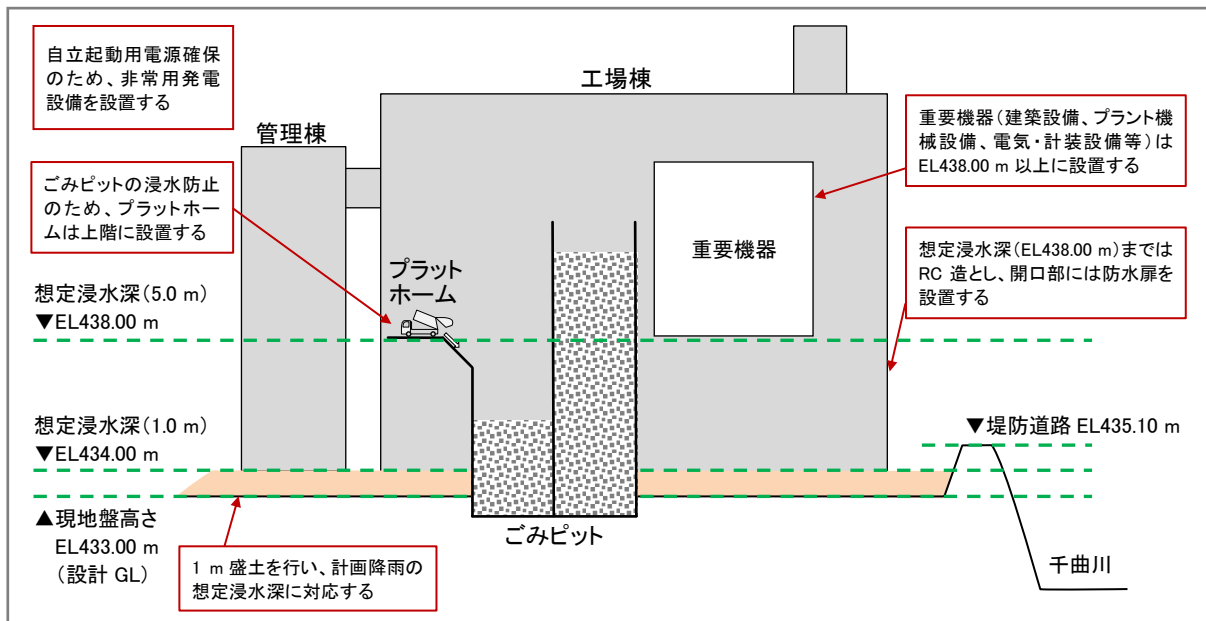 自立起動用電源確保
のため、非常用発電
設備を設置する
工場棟
管理棟
重要機器(建築設備、プラント機
械設備、電気・計装設備等)は
EL438.00 m 以上に設置する
ごみピットの浸水防止
のため、プラットホー
ムは上階に設置する
重要機器
想定浸水深(EL438.00 m)までは
RC 造とし、開口部には防水扉を
設置する
プラット
ホーム
想定浸水深(5.0 m)
▼EL438.00 m
想定浸水深(1.0 m)
▼EL434.00 m
▼堤防道路 EL435.10 m
▲現地盤高さ
EL433.00 m
(設計 GL)
ごみピット
1 m 盛土を行い、計画降雨の
想定浸水深に対応する
千曲川